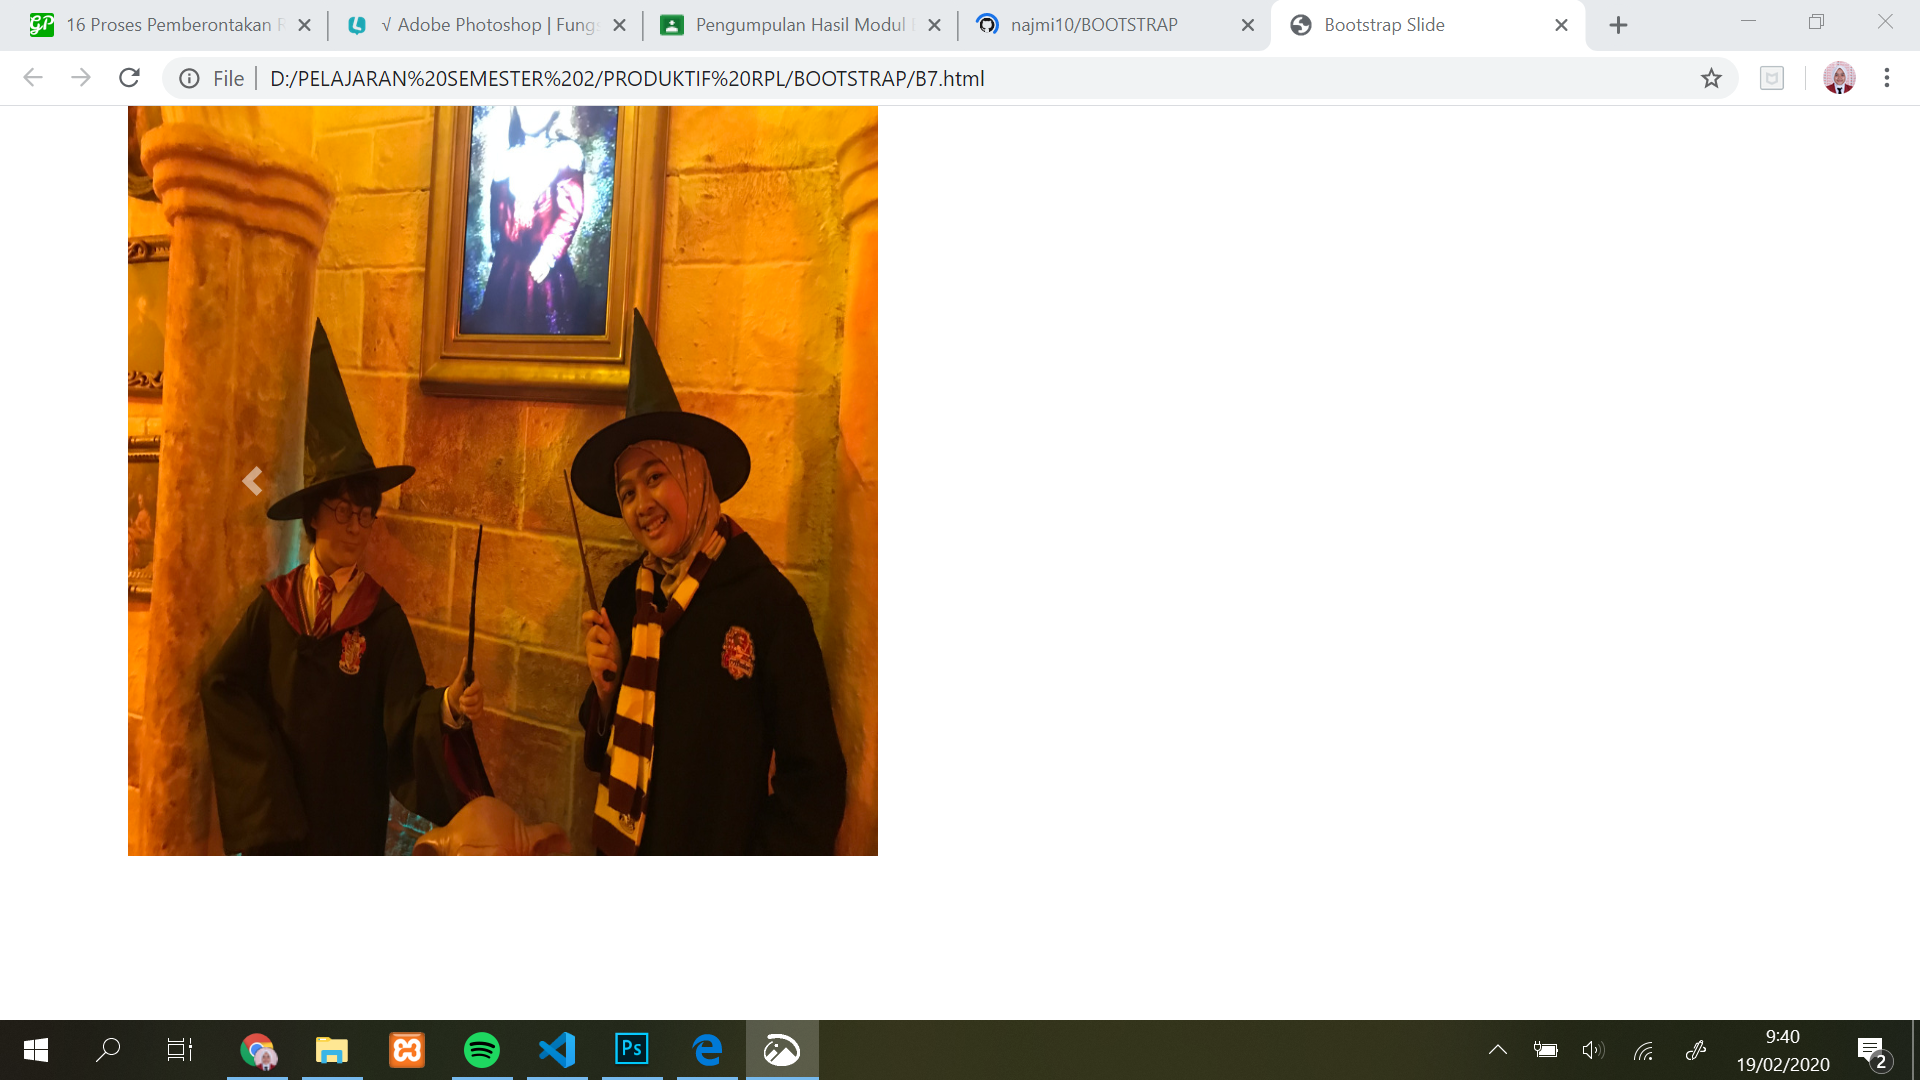 16 Proses Pemberontakan R
√ Adobe Photoshop | Fungs
Pengumpulan Hasil Modul
najmi10/BOOTSTRAP
Bootstrap Slide
File
D:/PELAJARAN%20SEMESTER%202/PRODUKTIF%20RPL/BOOTSTRAP/B7.html
Ps
9:40
19/02/2020
2